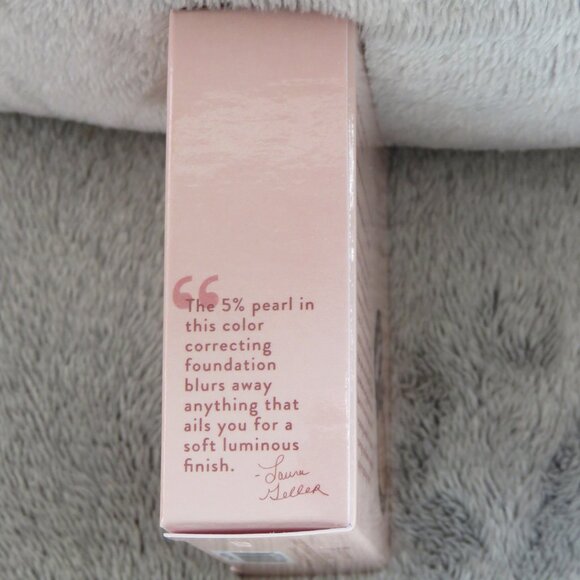 “
The 5% pearl in
this color
correcting
foundation
blurs away
anything that
ails you for a
soft luminous
finish.
-Laura
Geller